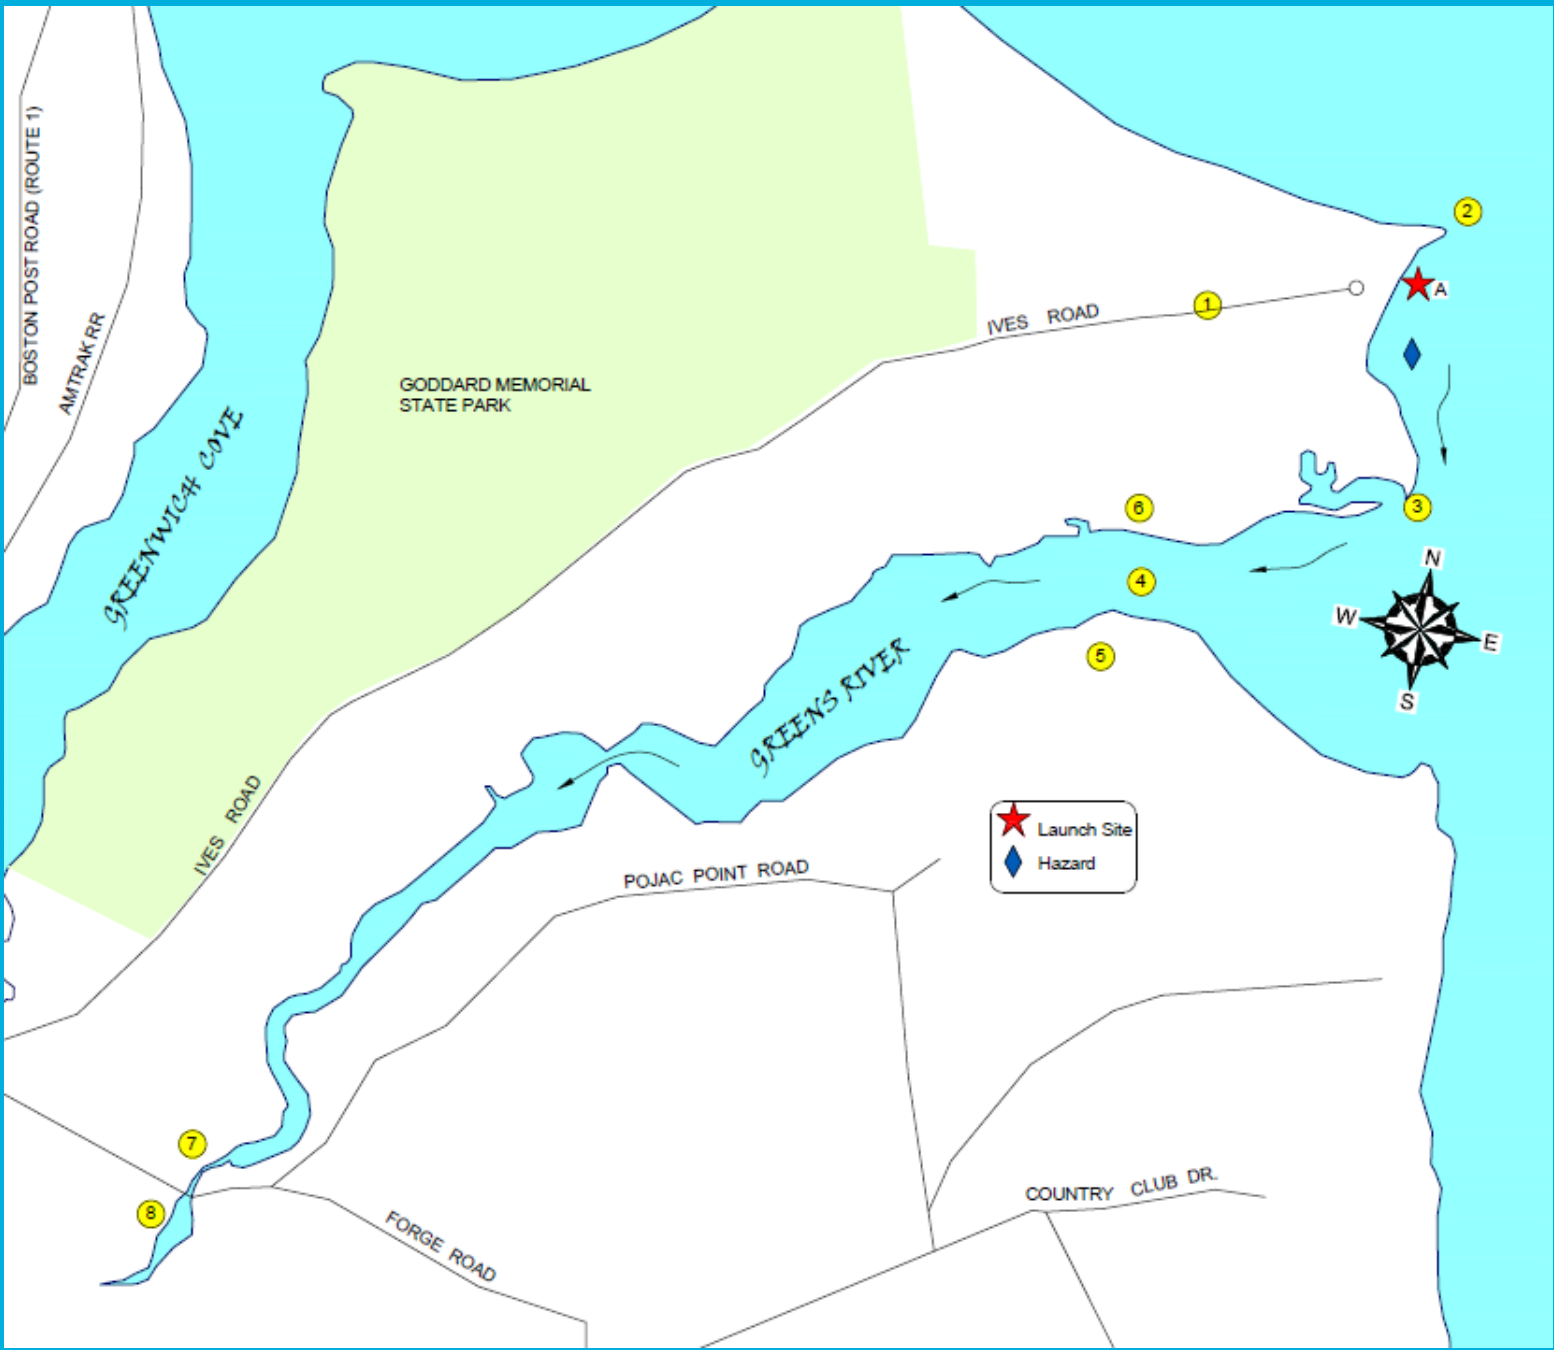 BOSTON POST ROAD (ROUTE 1)
AMTRAK RR
GREENWICH COVE
GODDARD MEMORIAL
STATE PARK
2
A
1
IVES ROAD
3
6
4
5
N
W
E
S
GREENS RIVER
IVES ROAD
Launch Site
Hazard
POJAC POINT ROAD
7
8
FORGE ROAD
COUNTRY CLUB DR.